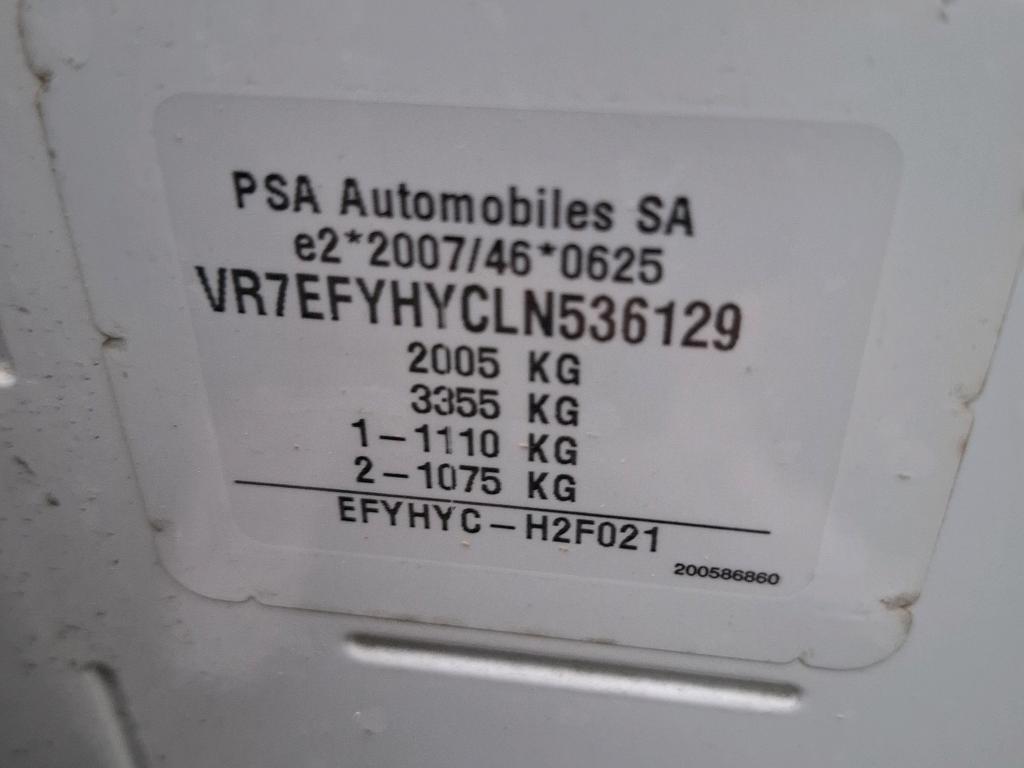 PSA Automobiles SA
e2*2007/46*0625
VR7EFYHYCLN536129
2005 KG
3355 KG
1-1110 KG
2-1075 KG
EFYHYC-H2F021
200586860